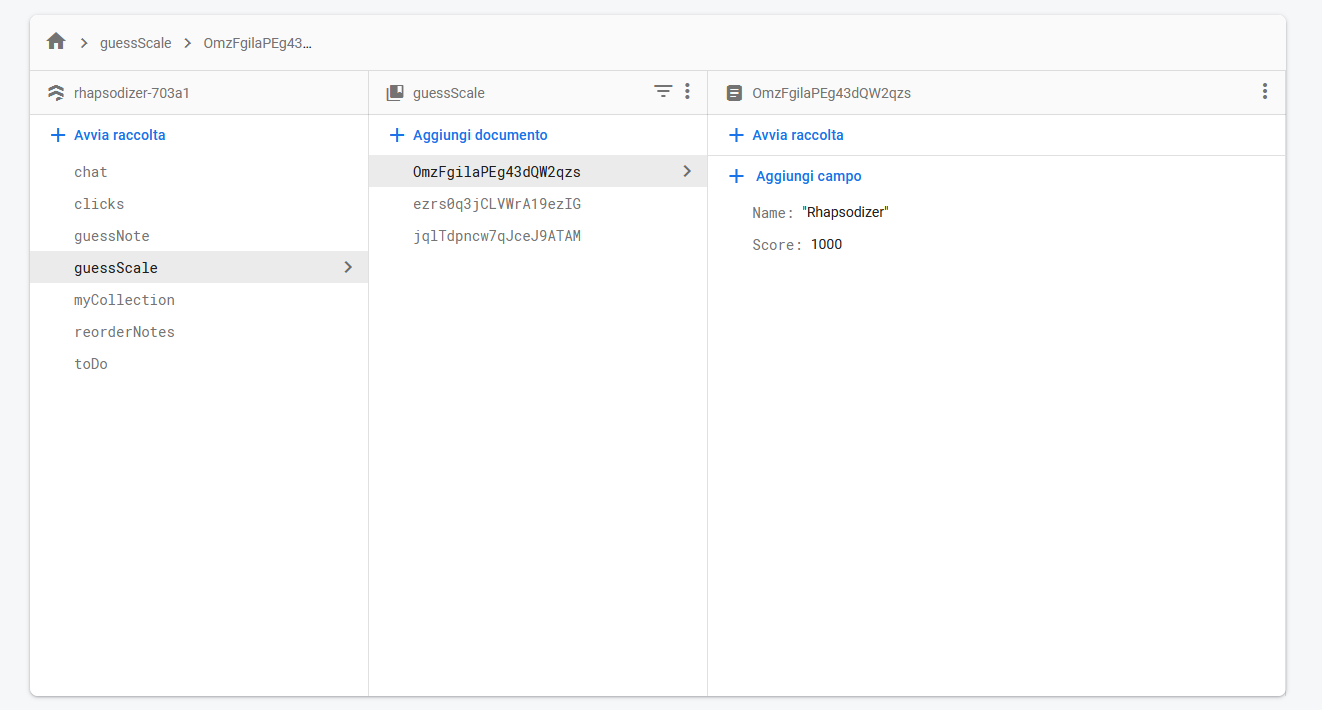 guessScale OmzFgilaPEg43...
rhapsodizer-703a1
Avvia raccolta
chat
clicks
guessNote
guessScale
myCollection
reorderNotes
toDo
guessScale
Aggiungi documento
OmzFgilaPEg43dQW2qzs
ezrs0q3jCLVWrA19ezIG
jqlTdpncw7qJceJ9ATAM
OmzFgilaPEg43dQW2qzs
Avvia raccolta
Aggiungi campo
Name: "Rhapsodizer"
Score: 1000